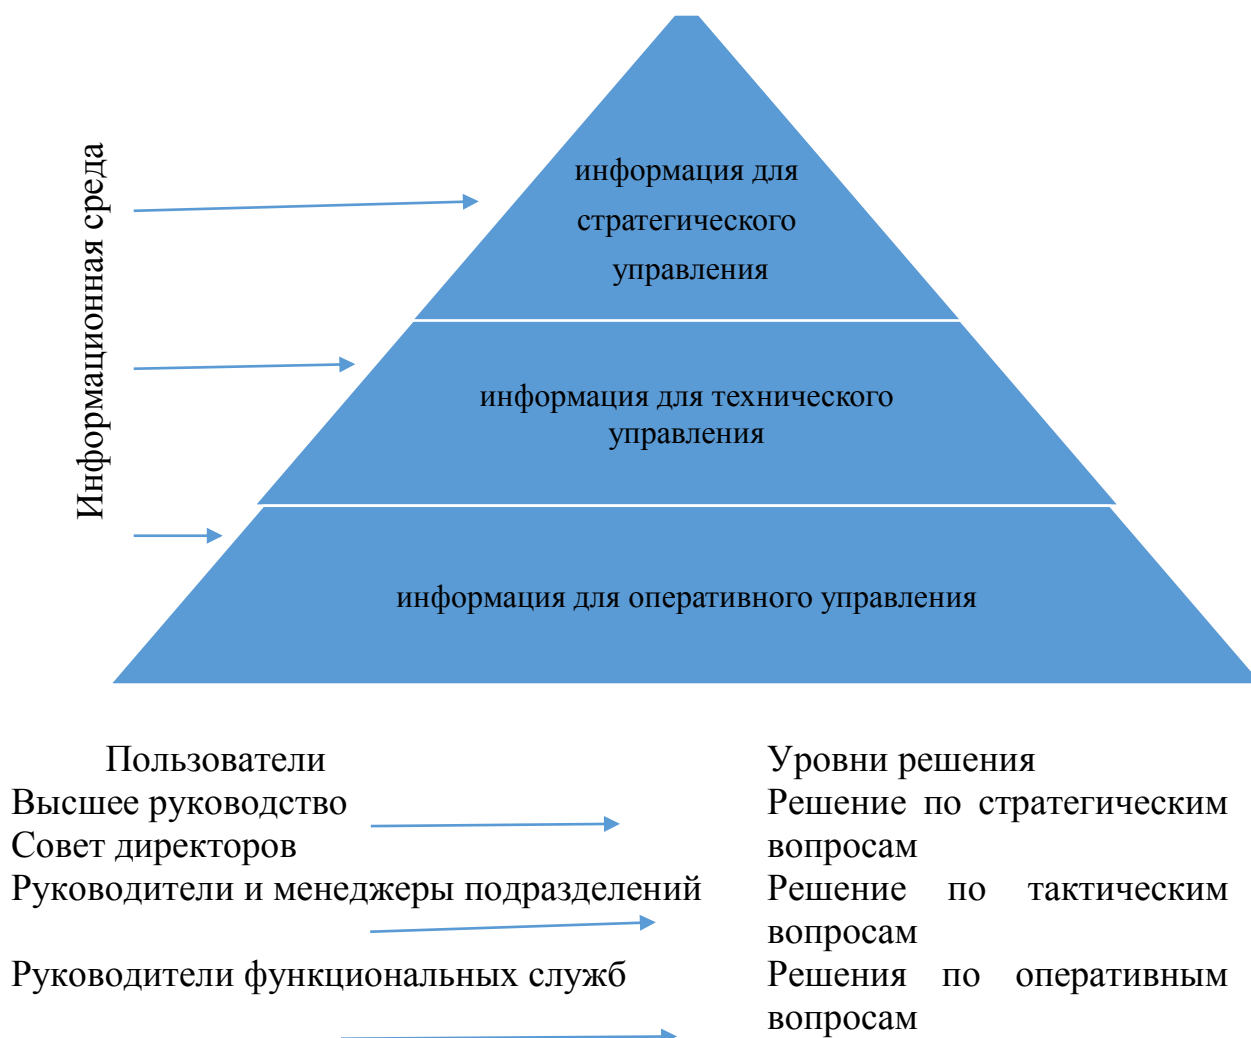 Информационная среда
информация для
стратегического
управления
информация для технического
управления
информация для оперативного управления
Пользователи
Уровни решения
Высшее руководство
Решение по стратегическим
Совет директоров
вопросам
Руководители и менеджеры подразделений
Решение по тактическим
вопросам
Руководители функциональных служб
Решения по оперативным
вопросам